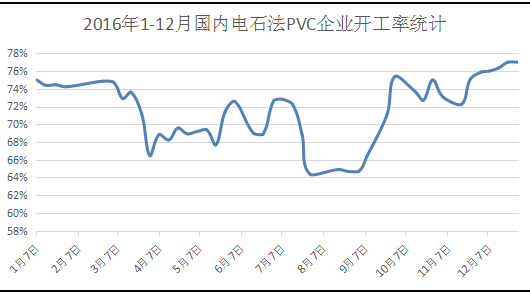 2016年1-12月国内电石法PVC企业开工率统计
78%
76%
74%
72%
70%
68%
66%
64%
62%
60%
58%
1月7日
2月7日
3月7日
4月7日
5月7日
6月7日
7月7日
8月7日
9月7日
10月7日
11月7日
12月7日